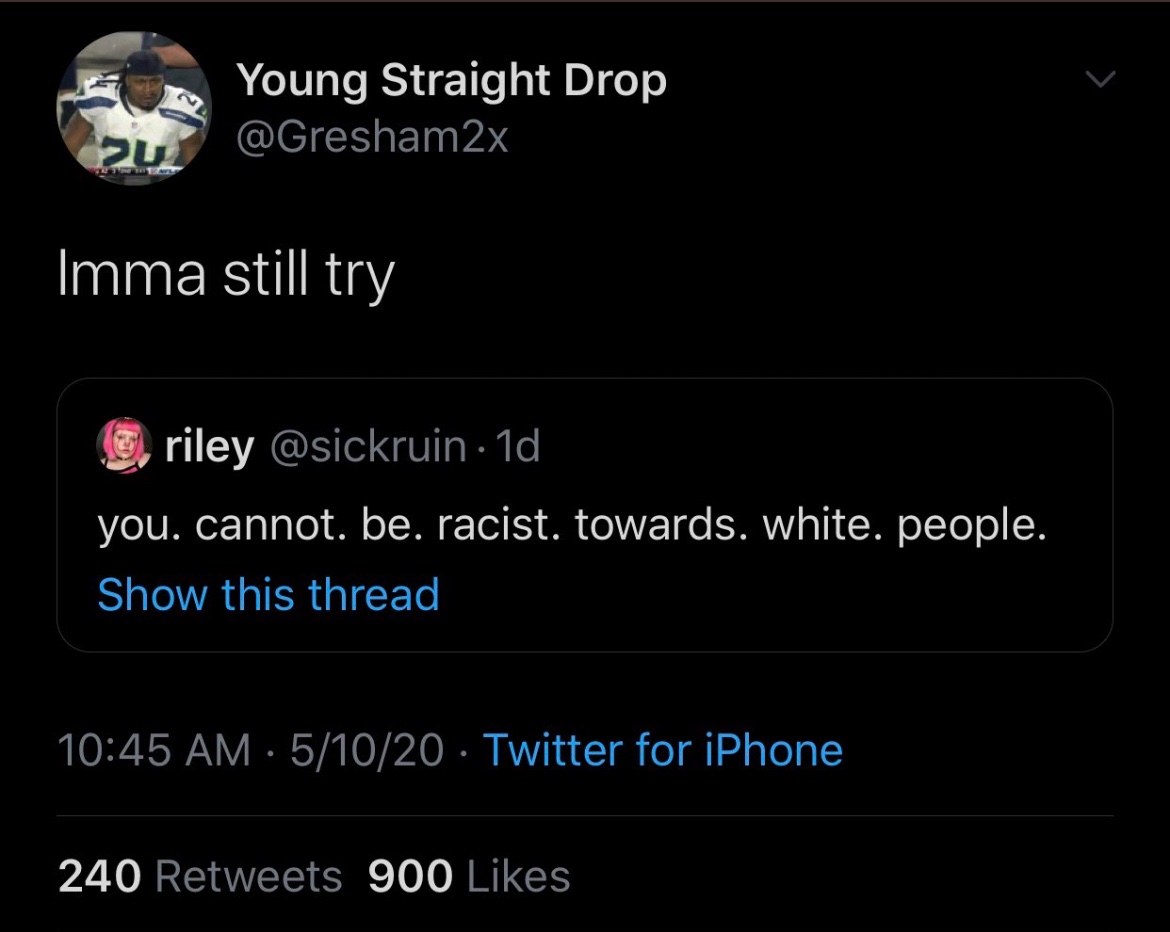 Young Straight Drop
@Gresham2x
Imma still try
riley @sickruin · 1d
you. cannot. be. racist. towards. white. people.
Show this thread
10:45 AM · 5/10/20 · Twitter for iPhone
240 Retweets 900 Likes